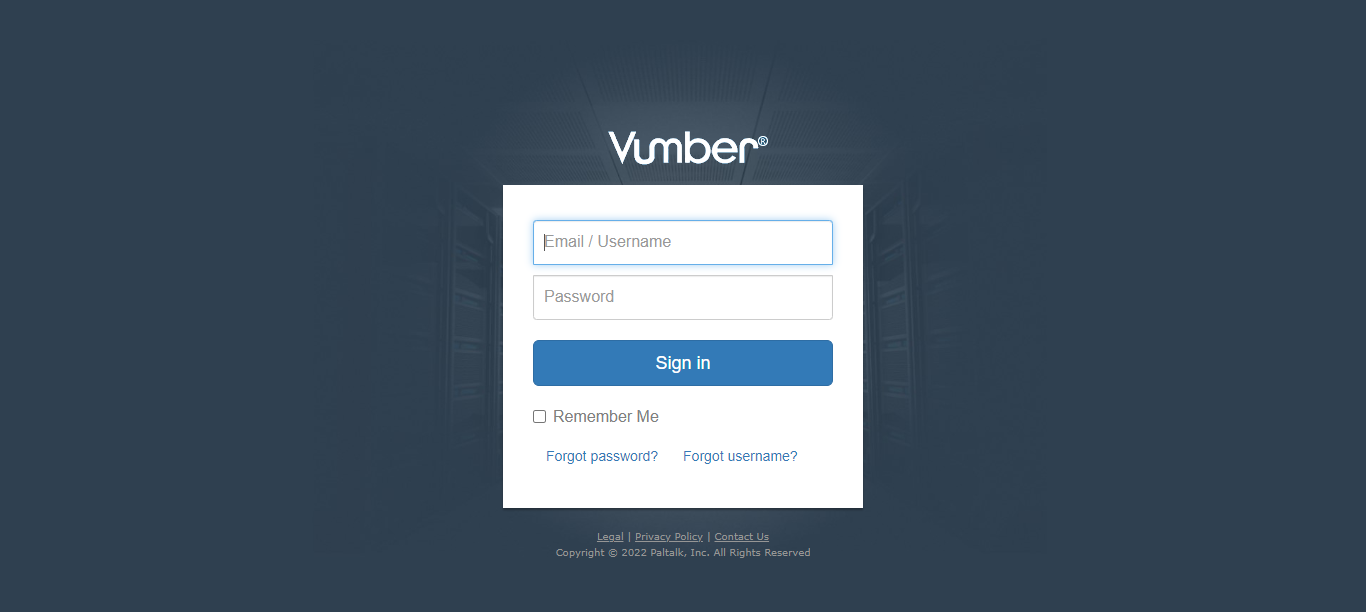 Vumber®
Email / Username
Password
Sign in
Remember Me
Forgot password? Forgot username?
Legal | Privacy Policy | Contact Us
Copyright © 2022 Paltalk, Inc. All Rights Reserved